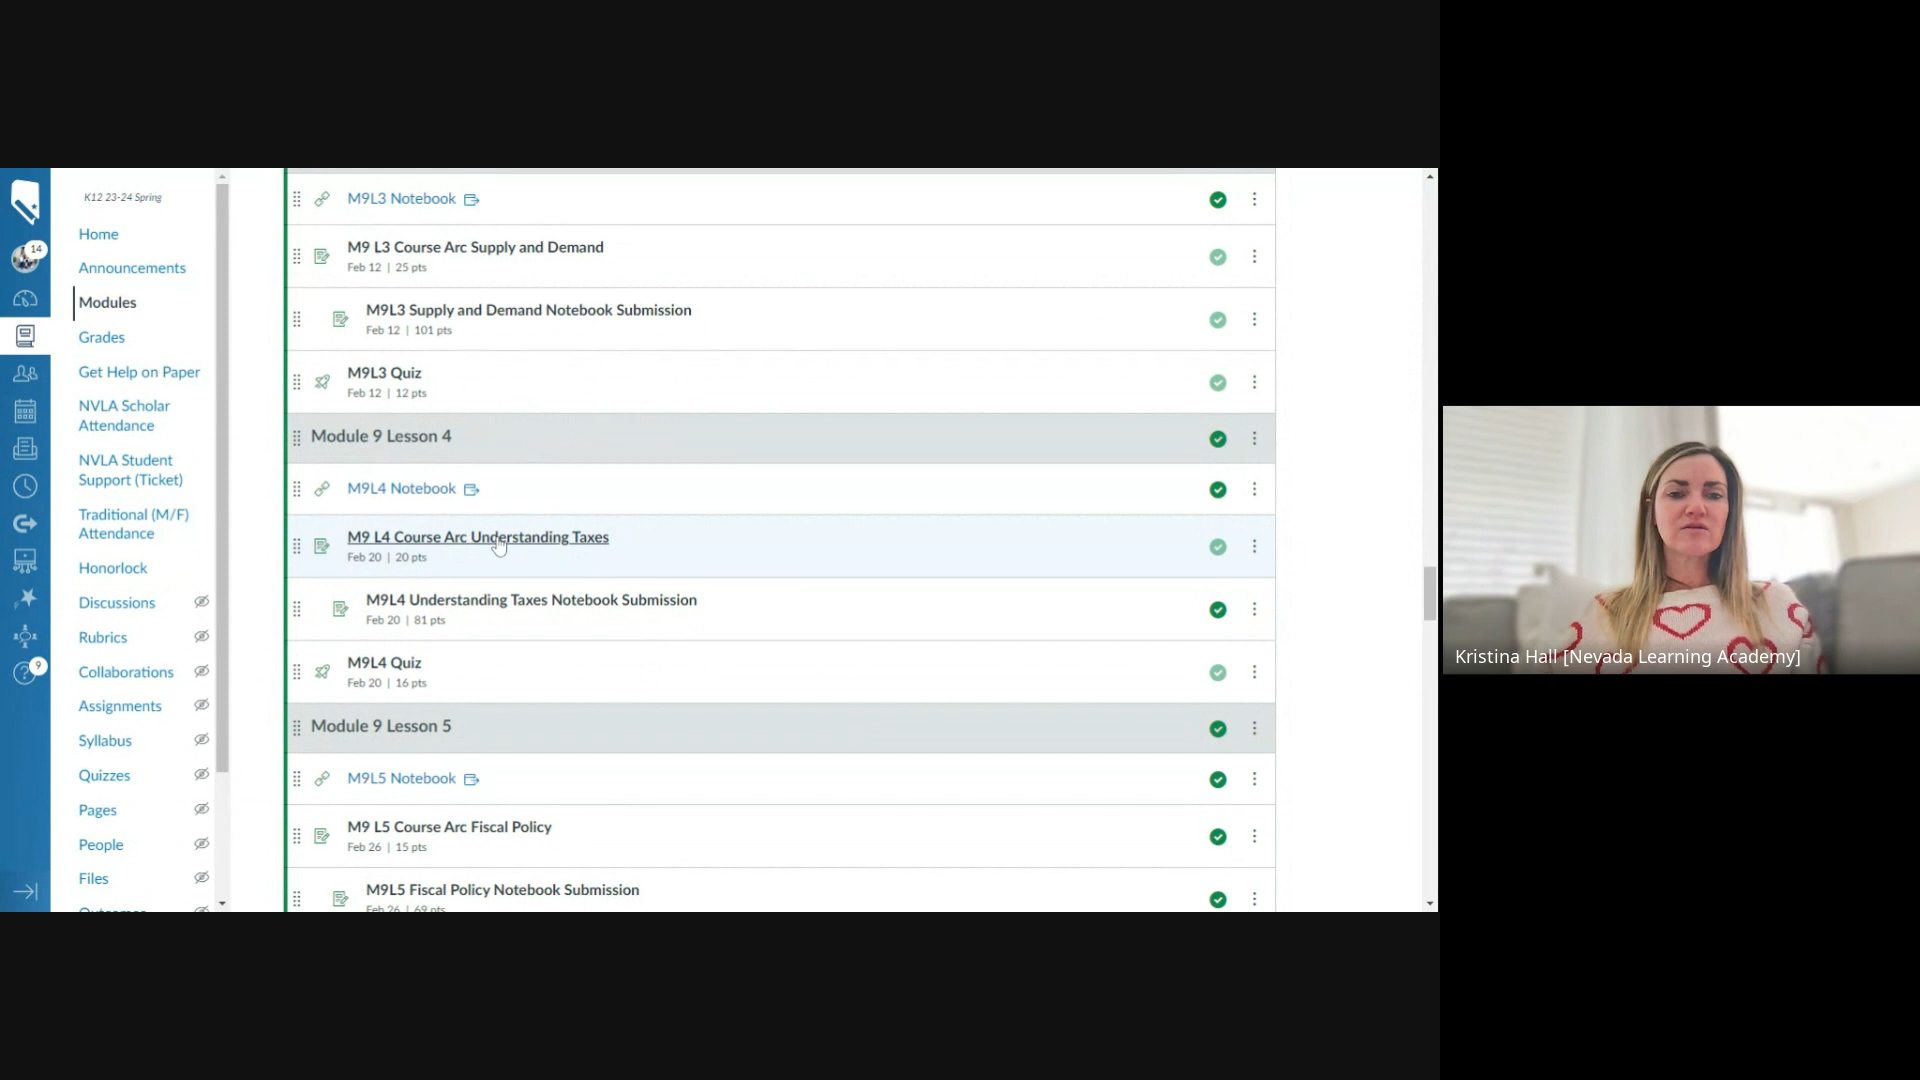 K12 23-24 Spring
Home
Announcements
Modules
Grades
Get Help on Paper
NVLA Scholar
Attendance
NVLA Student
Support (Ticket)
Traditional (M/F)
Attendance
Honorlock
Discussions
Rubrics
Collaborations
Assignments
Syllabus
Quizzes
Pages
People
Files
14
9
M9L3 Notebook
M9 L3 Course Arc Supply and Demand
Feb 12 | 25 pts
M9L3 Supply and Demand Notebook Submission
Feb 12 | 101 pts
M9L3 Quiz
Feb 12 | 12 pts
Module 9 Lesson 4
M9L4 Notebook
M9 L4 Course Arc Understanding Taxes
Feb 20 | 20 pts
M9L4 Understanding Taxes Notebook Submission
Feb 20 | 81 pts
M9L4 Quiz
Feb 20 | 16 pts
Module 9 Lesson 5
M9L5 Notebook
M9 L5 Course Arc Fiscal Policy
Feb 26 | 15 pts
M9L5 Fiscal Policy Notebook Submission
Feb 26 | 69 pts
Kristina Hall [Nevada Learning Academy]